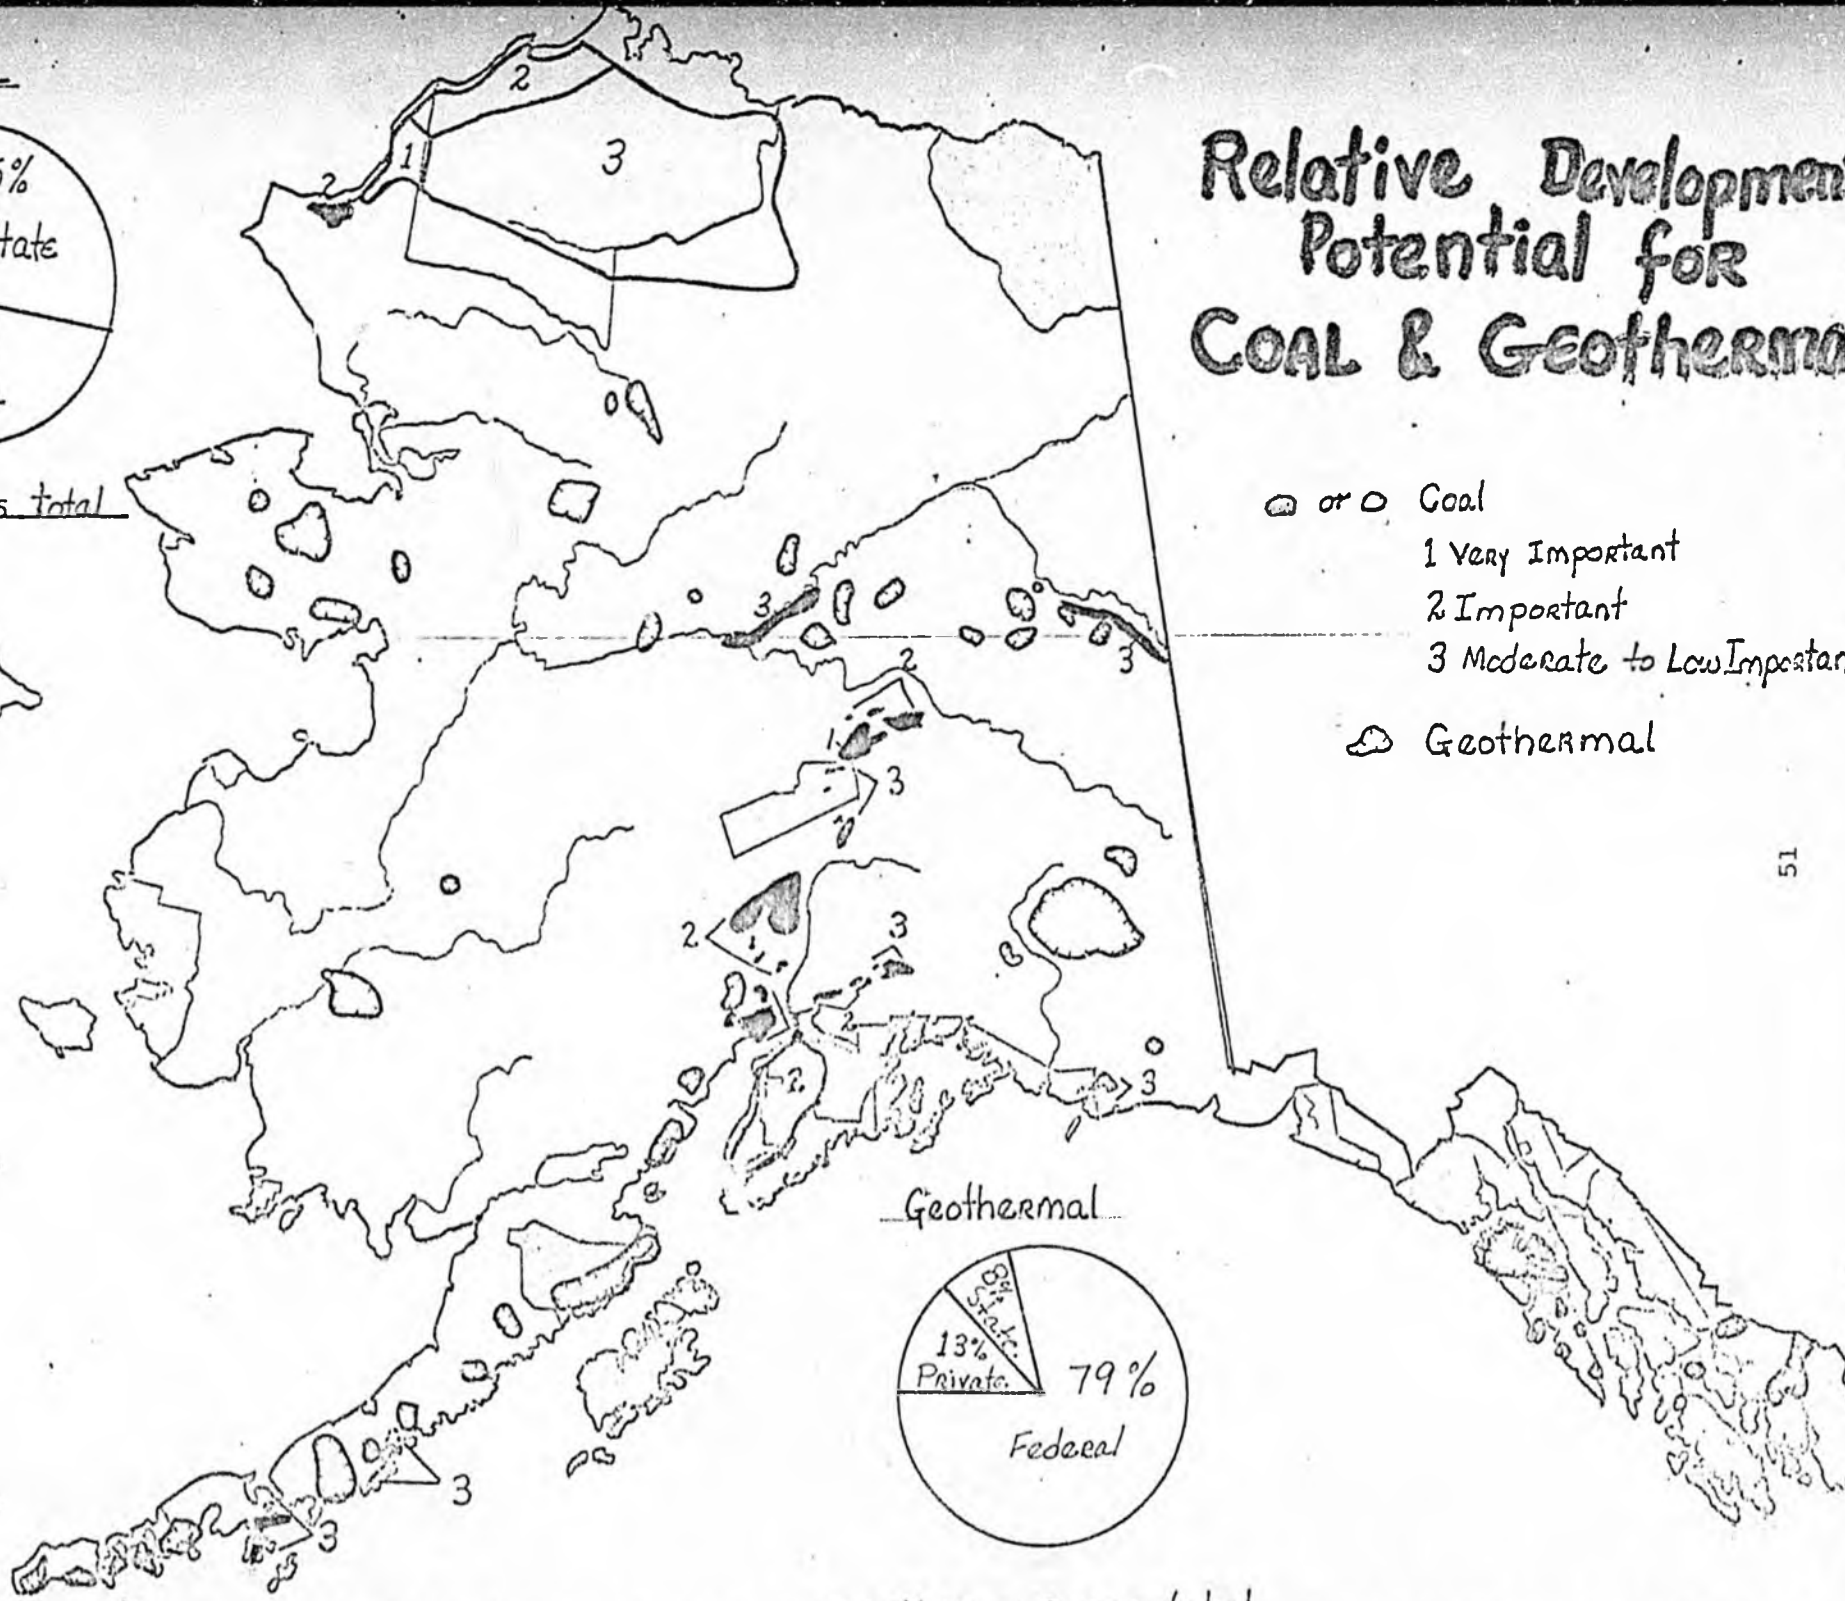 Relative Developmen
Potential for
Coal & Geotherma
or Coal
1 Very Important
2 Important
3 Moderate to Low Importan
Geothermal
51
%
tate
s total
2
1
3
2
3
3
2
1
3
2
3
2
2
3
3
3
Geothermal
8% State.
13% Private.
79% Federal